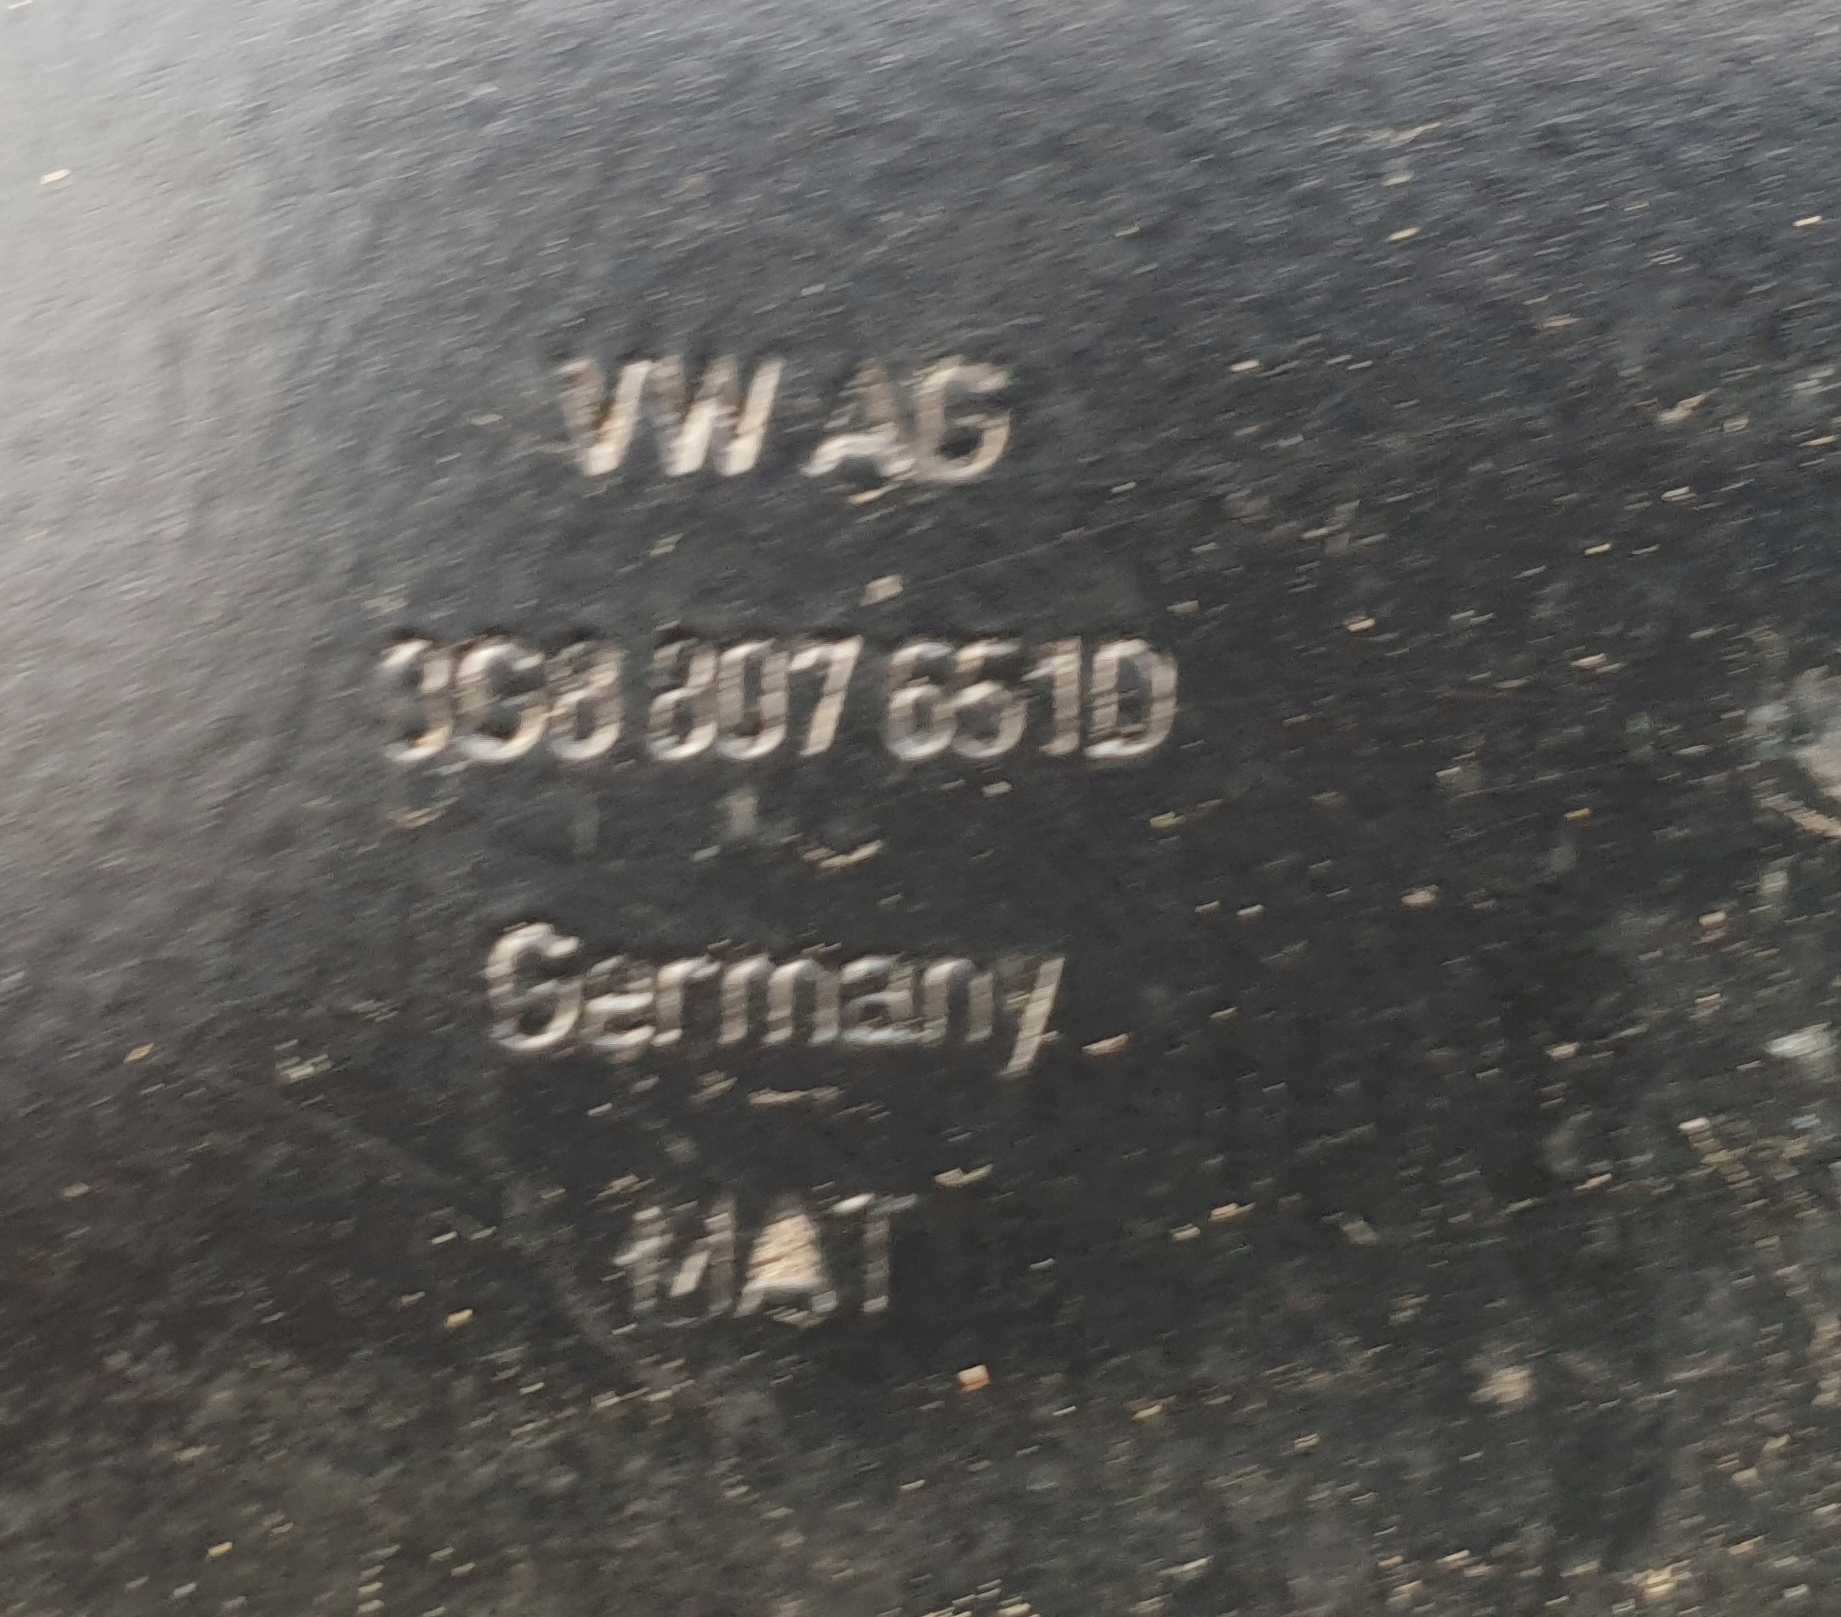 VW AG
3C8 807 651D
Germany
MAT